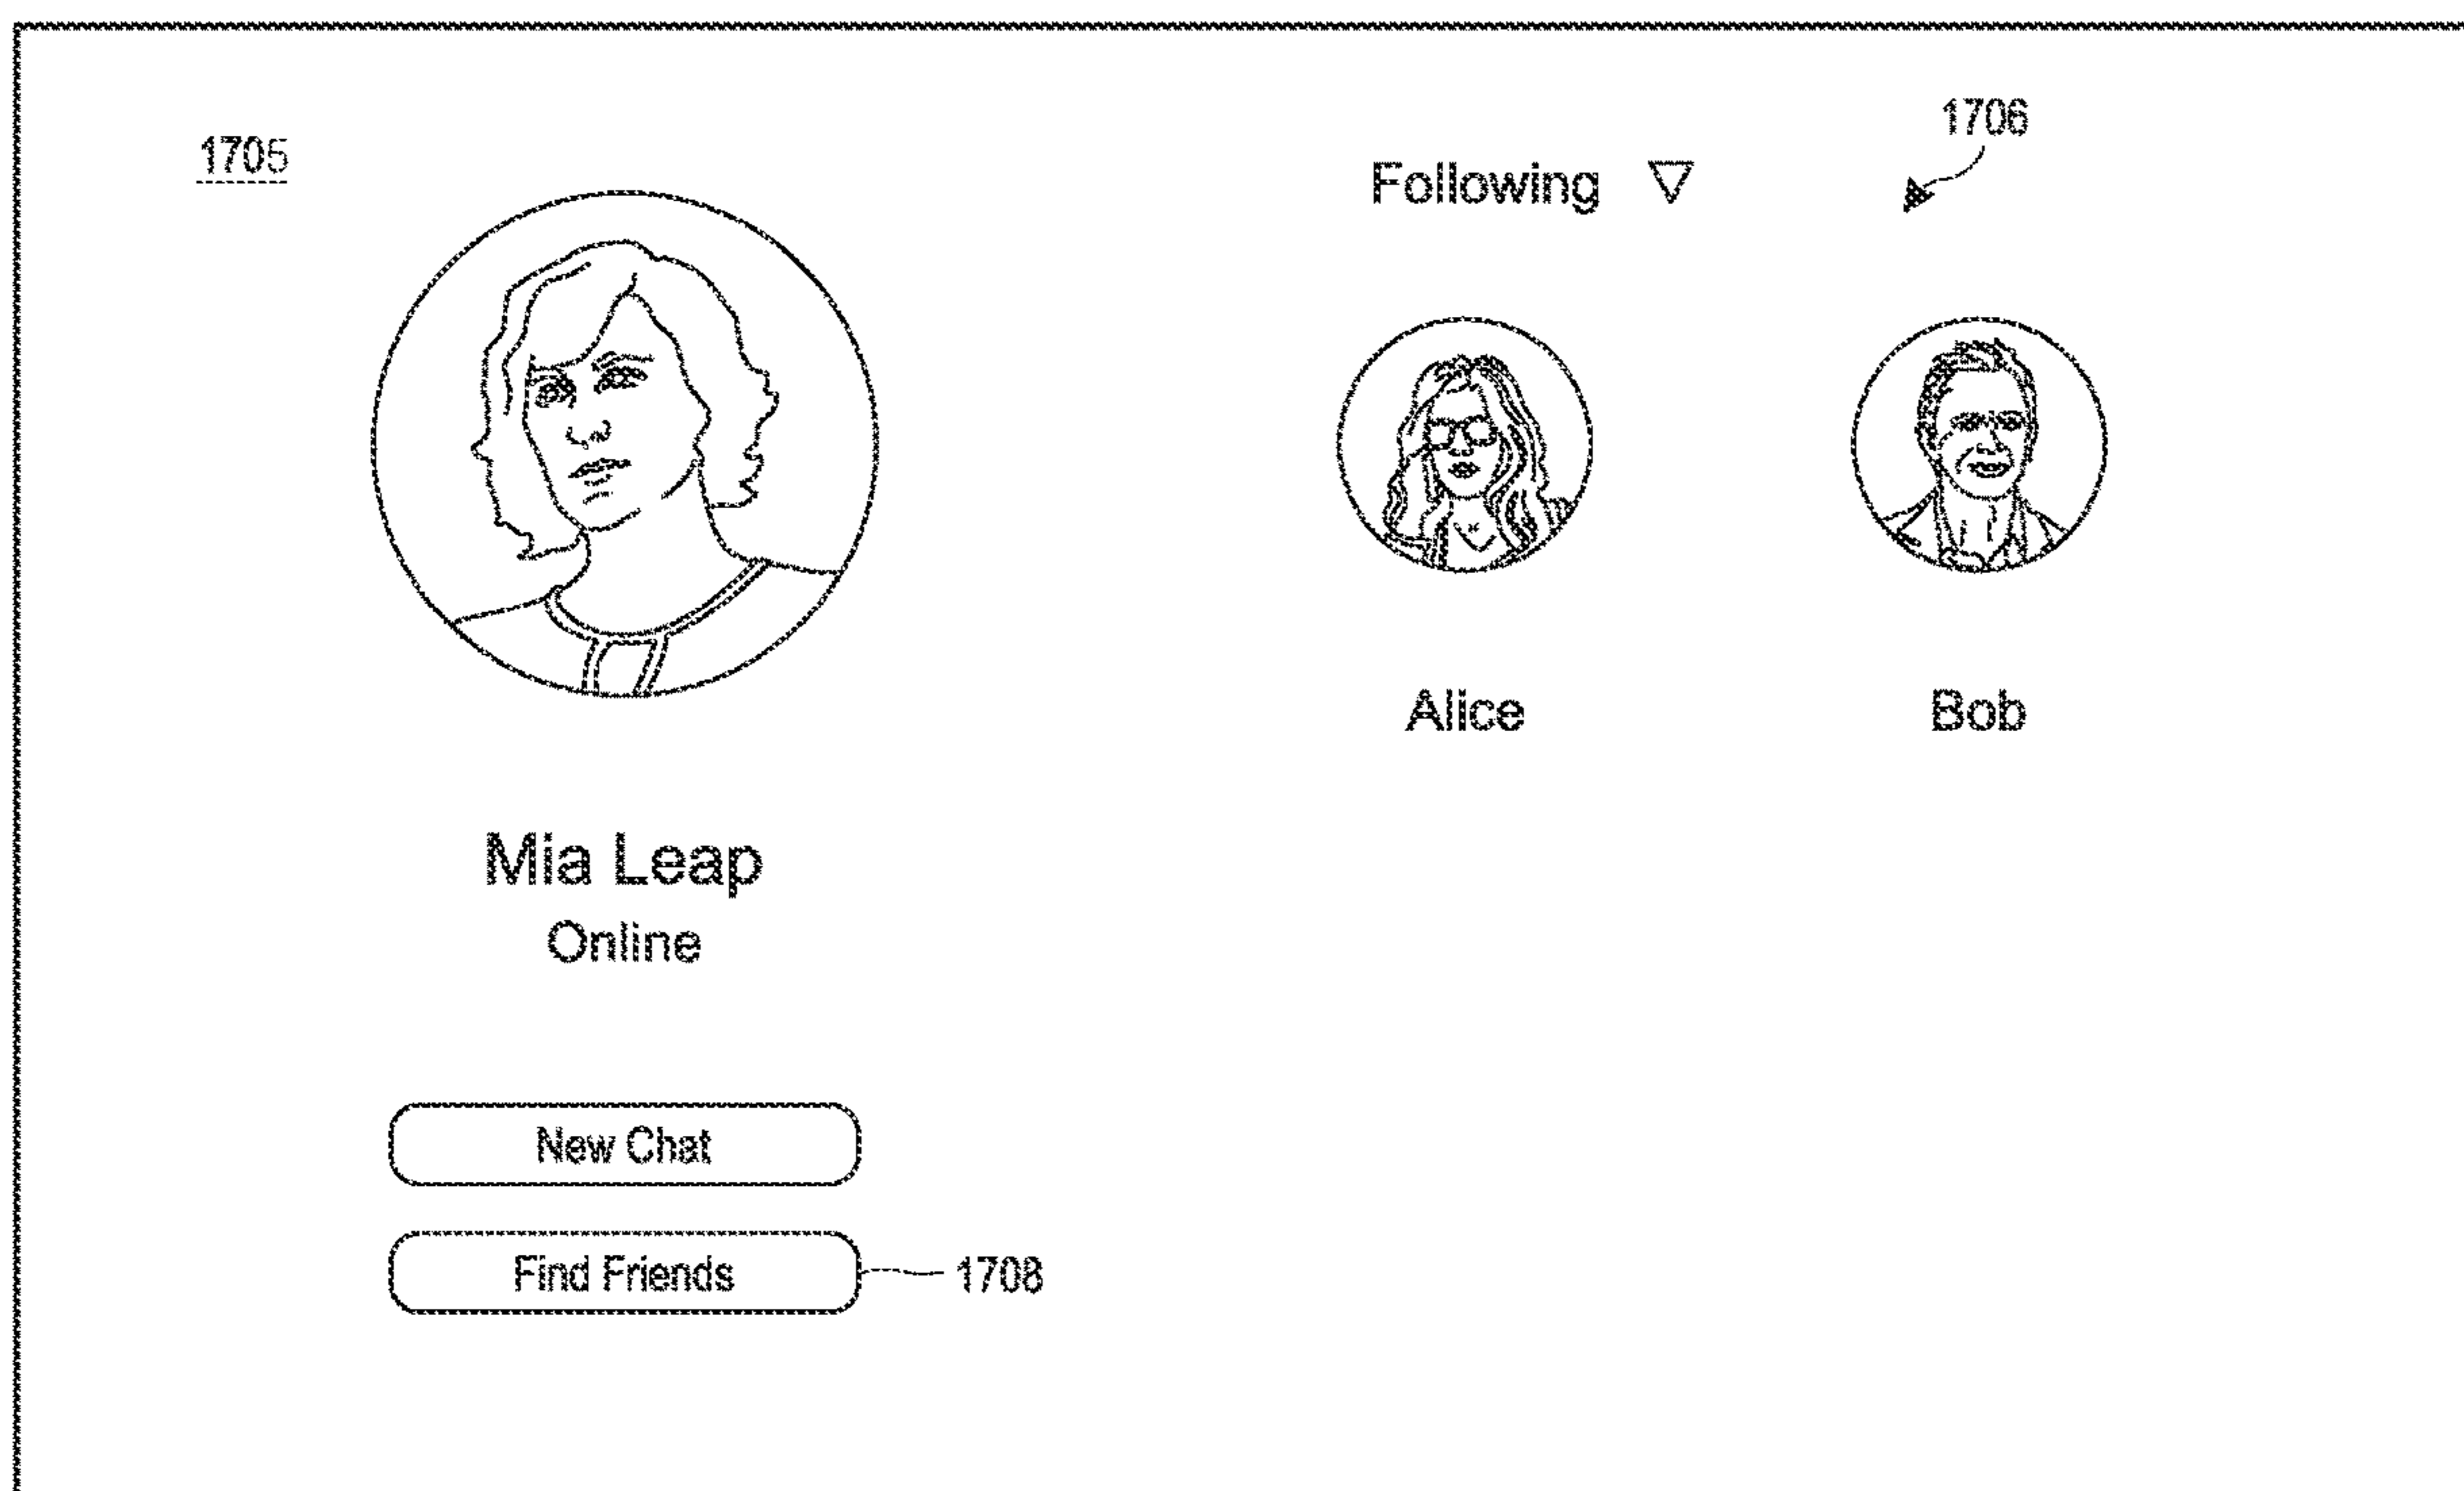 1705
1706
Following
Alice
Bob
Mia Leap
Online
New Chat
Find Friends
1708